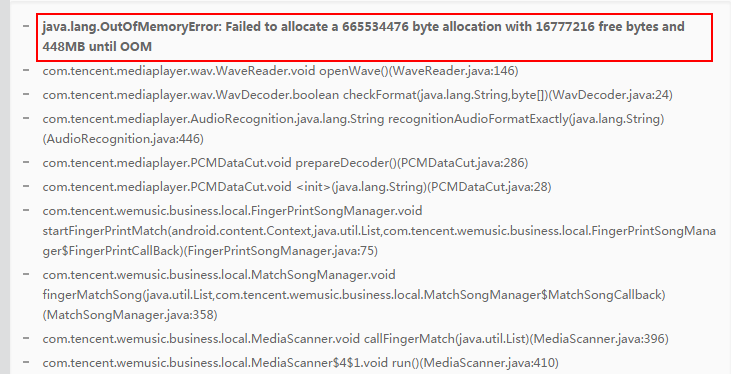 java.lang.OutOfMemoryError: Failed to allocate a 665534476 byte allocation with 16777216 free bytes and
448MB until OOM
com.tencent.mediaplayer.wav.WaveReader.void openWave()(WaveReader.java:146)
com.tencent.mediaplayer.wav.WavDecoder.boolean checkFormat(java.lang.String,byte[])(WavDecoder.java:24)
com.tencent.mediaplayer.AudioRecognition.java.lang.String recognitionAudioFormatExactly(java.lang.String)
(AudioRecognition.java:446)
com.tencent.mediaplayer.PCMDataCut.void prepareDecoder()(PCMDataCut.java:286)
com.tencent.mediaplayer.PCMDataCut.void <init>(java.lang.String)(PCMDataCut.java:28)
com.tencent.wemusic.business.local.FingerPrintSongManager.void
startFingerPrintMatch(android.content.Context,java.util.List,com.tencent.wemusic.business.local.FingerPrintSongMana
ger$FingerPrintCallBack)(FingerPrintSongManager.java:75)
com.tencent.wemusic.business.local.MatchSongManager.void
fingerMatchSong(java.util.List,com.tencent.wemusic.business.local.MatchSongManager$MatchSongCallback)
(MatchSongManager.java:358)
com.tencent.wemusic.business.local.MediaScanner.void callFingerMatch(java.util.List)(MediaScanner.java:396)
com.tencent.wemusic.business.local.MediaScanner$4$1.void run()(MediaScanner.java:410)